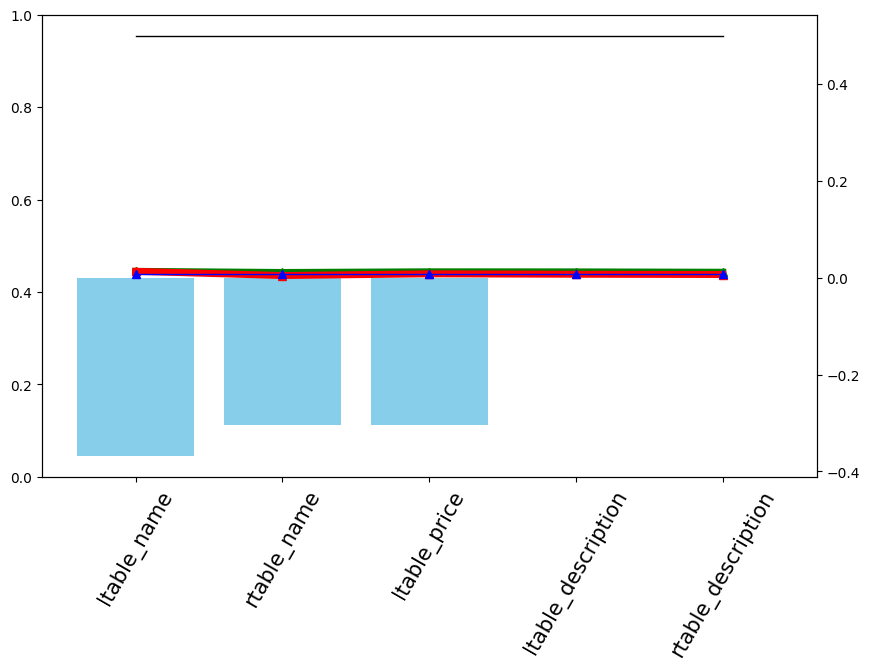 1.0
0.8
0.6
0.4
0.2
0.0
0.4
0.2
0.0
−0.2
−0.4
ltable_name
rtable_name
ltable_price
ltable_description
rtable_description